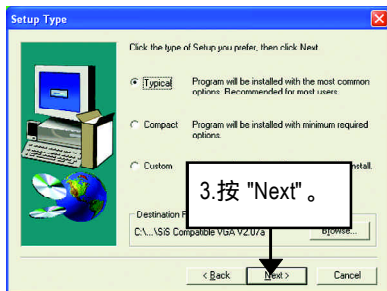 Setup Type
Click the type of Setup you prefer, then click Next.
Typical Program will be installed with the most common
options. Recommended for most users.
Compact Program will be installed with minimum required
options.
Custom nstall.
3.按 "Next"。
Destination F
C:\...\SiS Compatible VGA V2.07a Browse...
< Back Next > Cancel